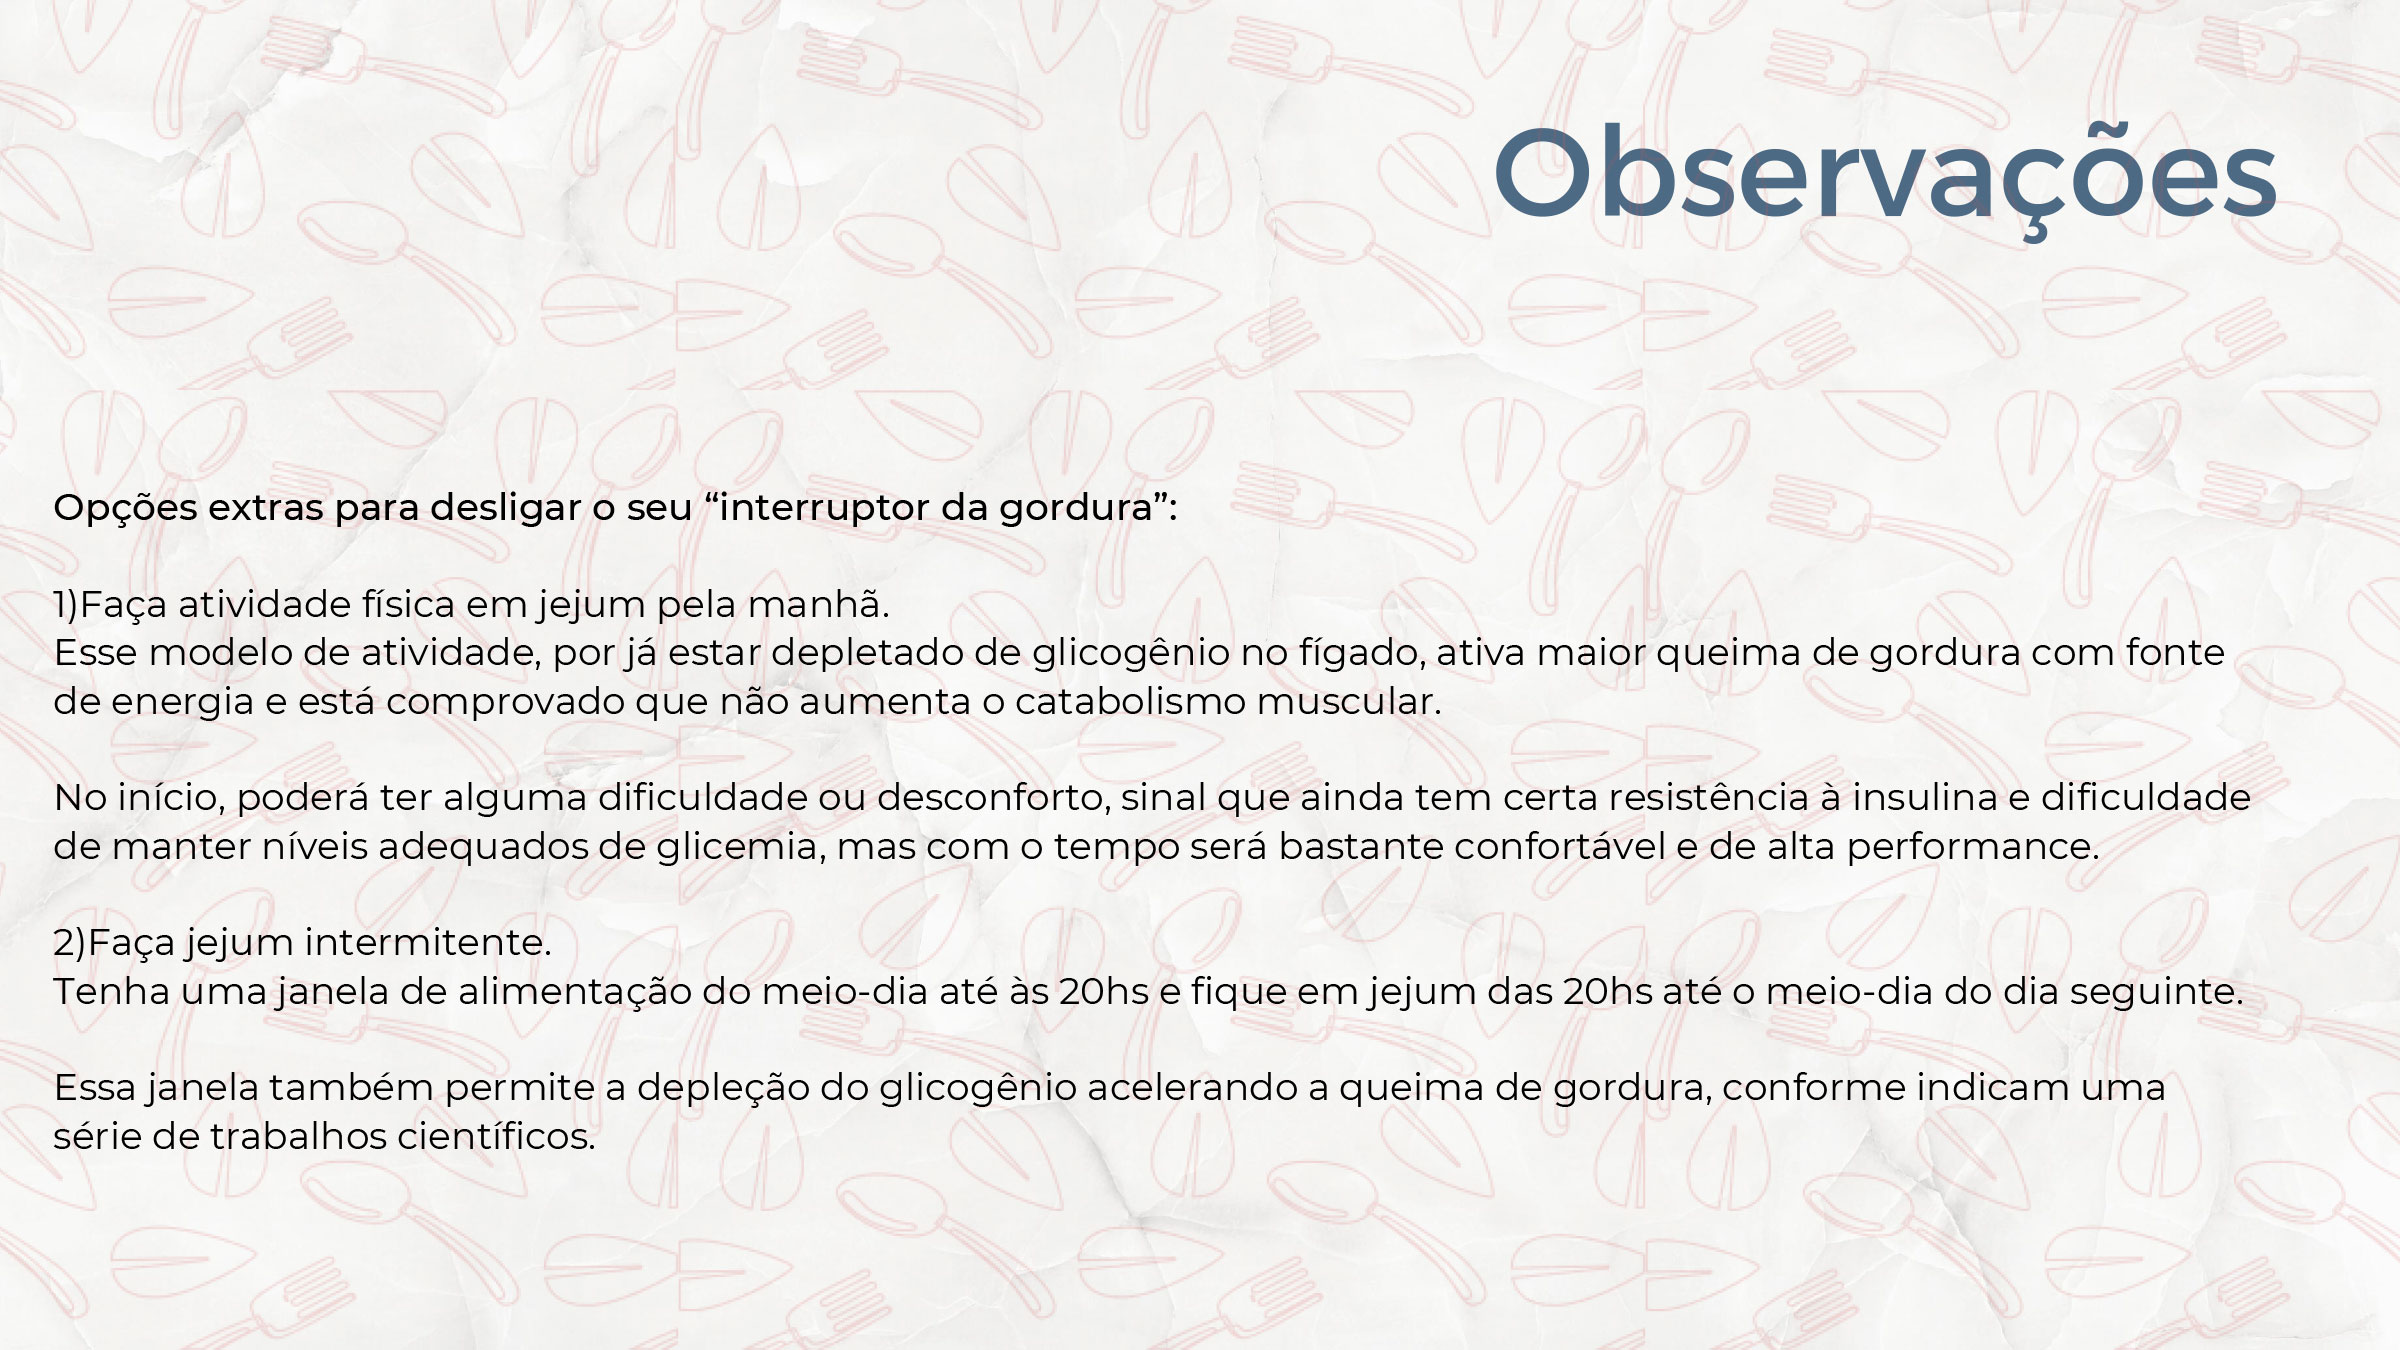 Observações
Opções extras para desligar o seu “interruptor da gordura”:
1)Faça atividade física em jejum pela manhã.
Esse modelo de atividade, por já estar depletado de glicogênio no fígado, ativa maior queima de gordura com fonte
de energia e está comprovado que não aumenta o catabolismo muscular.
No início, poderá ter alguma dificuldade ou desconforto, sinal que ainda tem certa resistência à insulina e dificuldade
de manter níveis adequados de glicemia, mas com o tempo será bastante confortável e de alta performance.
2)Faça jejum intermitente.
Tenha uma janela de alimentação do meio-dia até às 20hs e fique em jejum das 20hs até o meio-dia do dia seguinte.
Essa janela também permite a depleção do glicogênio acelerando a queima de gordura, conforme indicam uma
série de trabalhos científicos.